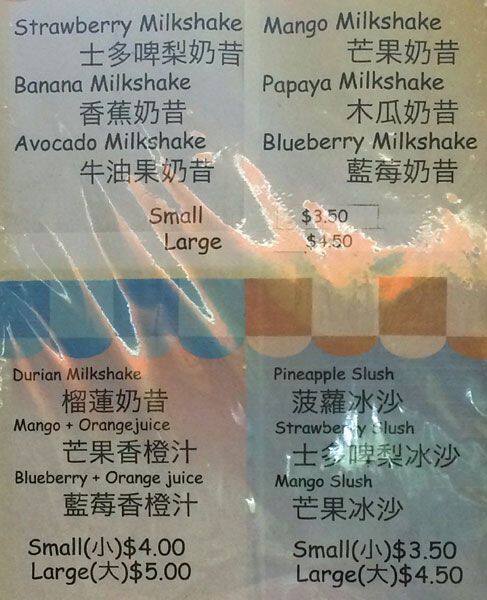 Strawberry Milkshake
士多啤梨奶昔
Banana Milkshake
香蕉奶昔
Avocado Milkshake
牛油果奶昔
Mango Milkshake
芒果奶昔
Papaya Milkshake
木瓜奶昔
Blueberry Milkshake
藍莓奶昔
Small $3.50
Large $4.50
Durian Milkshake
榴蓮奶昔
Mango + Orangejuice
芒果香橙汁
Blueberry + Orange juice
藍莓香橙汁
Small(小)$4.00
Large(大)$5.00
Pineapple Slush
菠蘿冰沙
Strawberry Slush
士多啤梨冰沙
Mango Slush
芒果冰沙
Small(小)$3.50
Large(大)$4.50